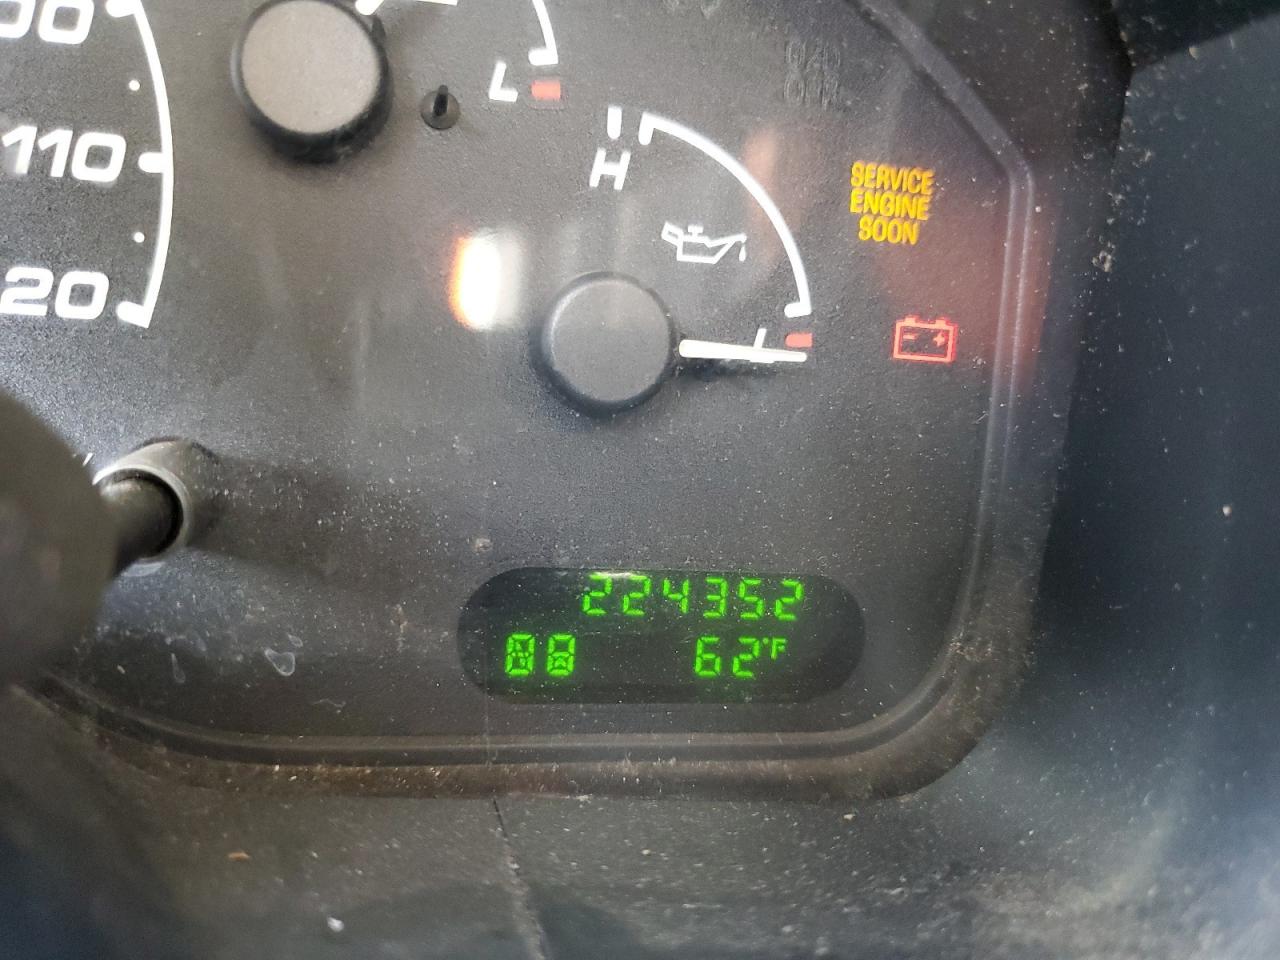 L
110
H
SERVICE
ENGINE
SOON
20
L
224352
62°F